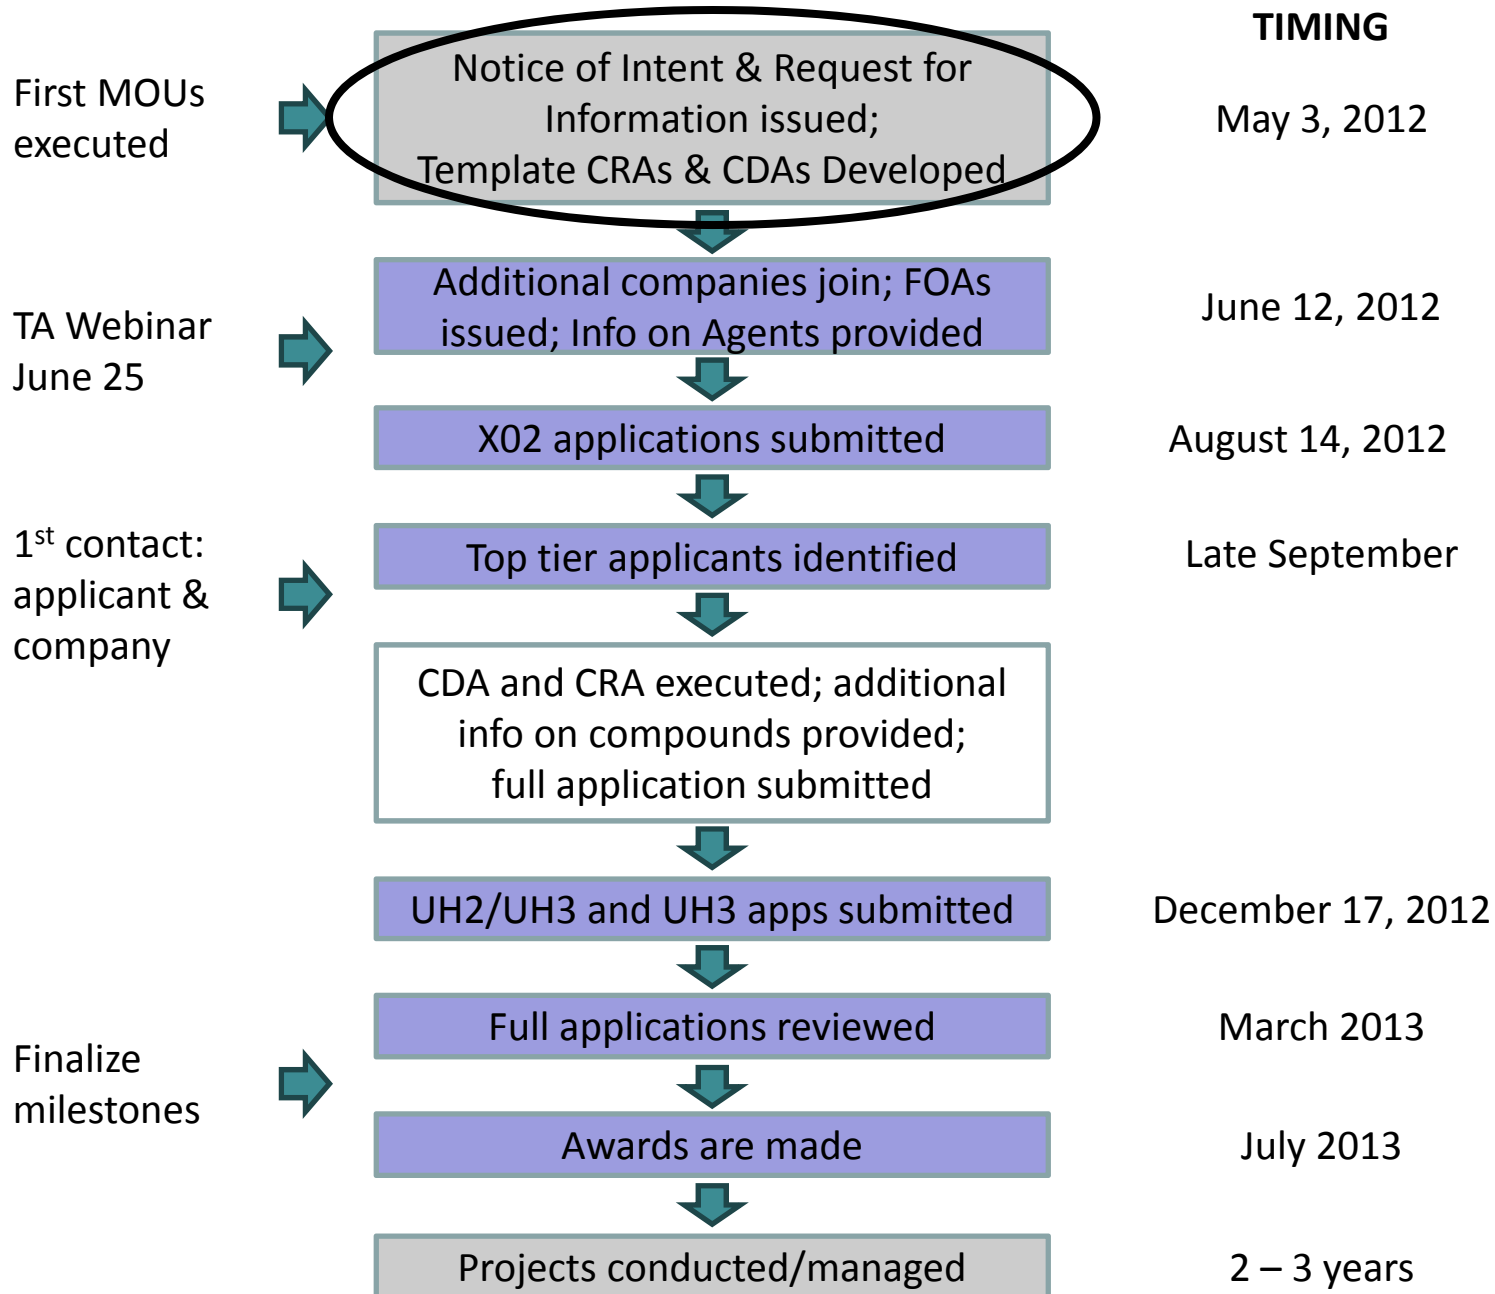 TIMING
First MOUs
executed
Notice of Intent & Request for
Information issued;
Template CRAs & CDAs Developed
May 3, 2012
TA Webinar
June 25
Additional companies join; FOAs
issued; Info on Agents provided
June 12, 2012
X02 applications submitted
August 14, 2012
1st contact:
applicant &
company
Top tier applicants identified
Late September
CDA and CRA executed; additional
info on compounds provided;
full application submitted
UH2/UH3 and UH3 apps submitted
December 17, 2012
Full applications reviewed
March 2013
Finalize
milestones
Awards are made
July 2013
Projects conducted/managed
2 – 3 years